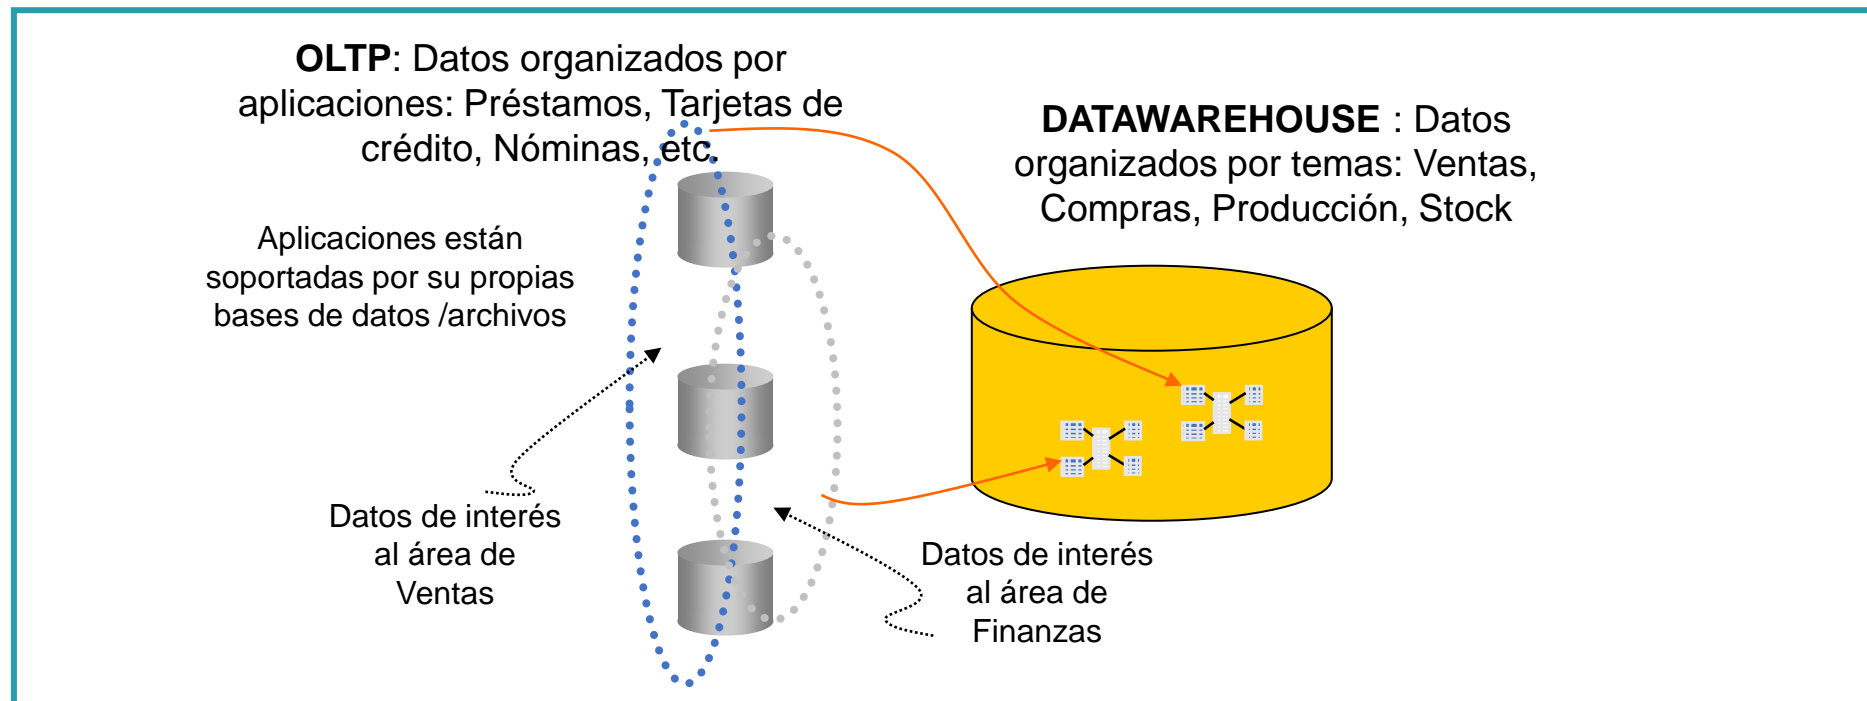 OLTP: Datos organizados por
aplicaciones: Préstamos, Tarjetas de
crédito, Nóminas, etc.
DATAWAREHOUSE : Datos
organizados por temas: Ventas,
Compras, Producción, Stock
Aplicaciones están
soportadas por su propias
bases de datos /archivos
Datos de interés
al área de
Ventas
Datos de interés
al área de
Finanzas